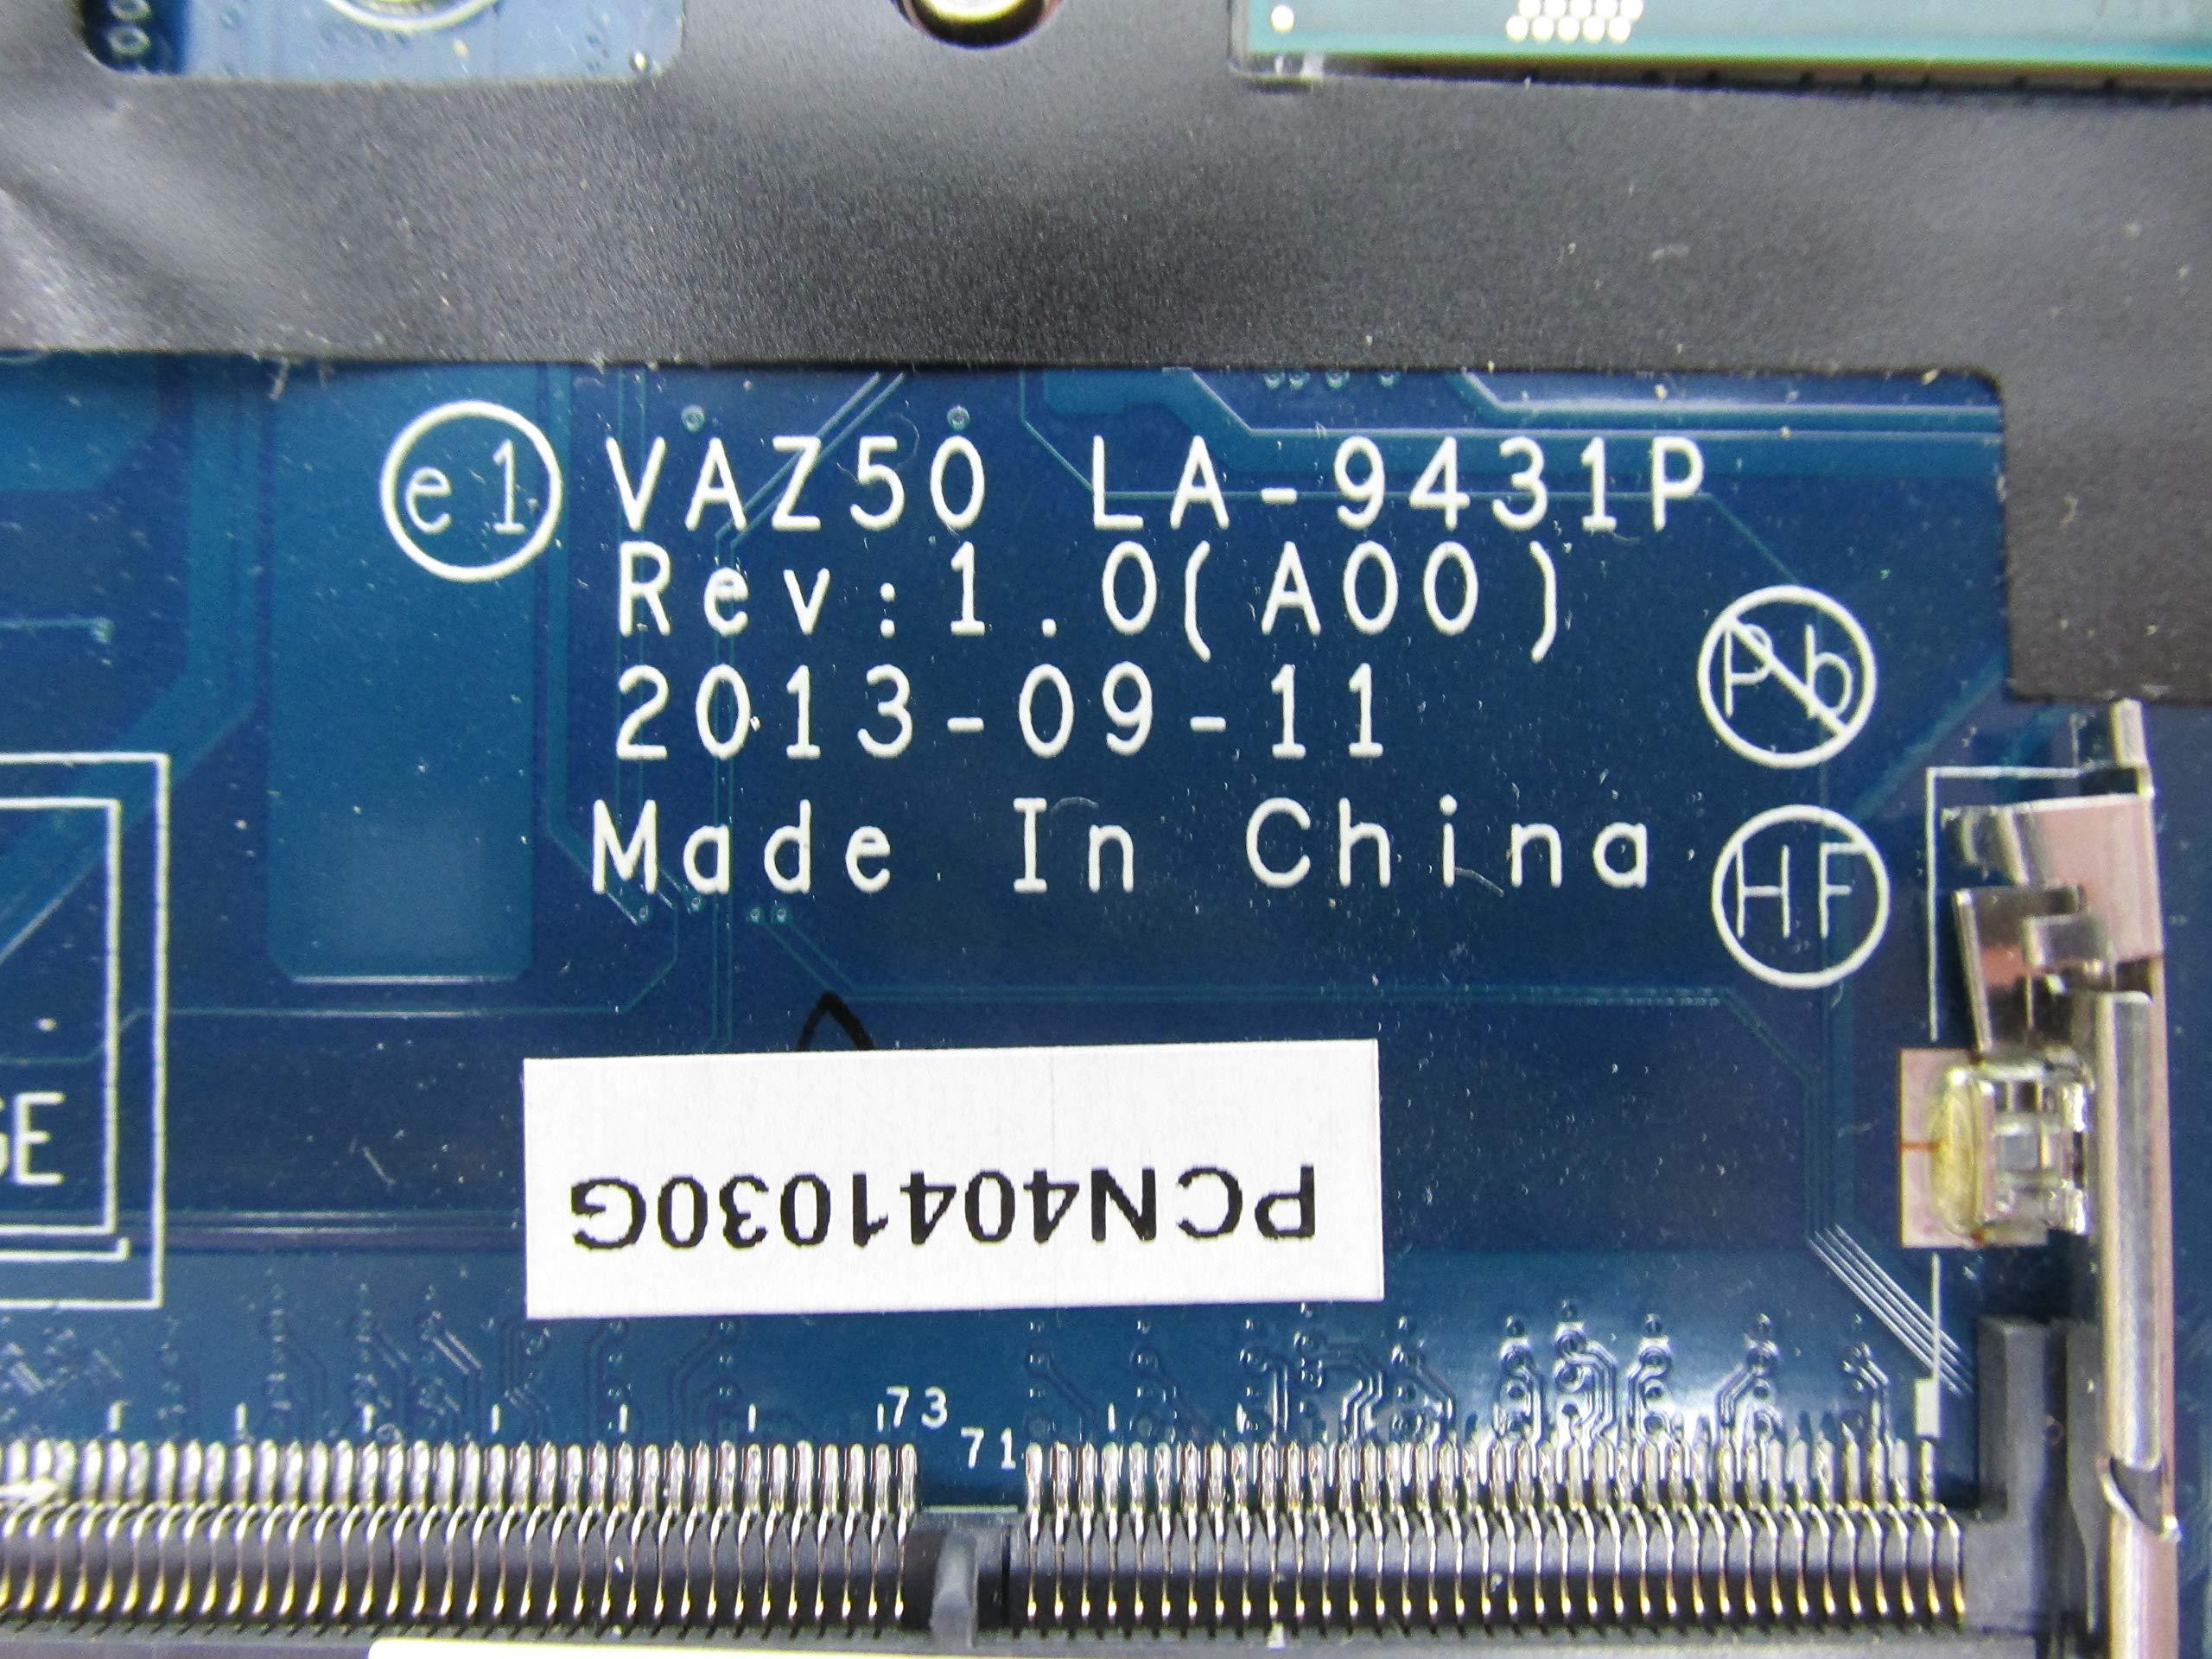 e1 VAZ50 LA-9431P
Rev:1.0(A00)
2013-09-11
Pb
Made In China
HF
GE
PCN4041030G
73
71